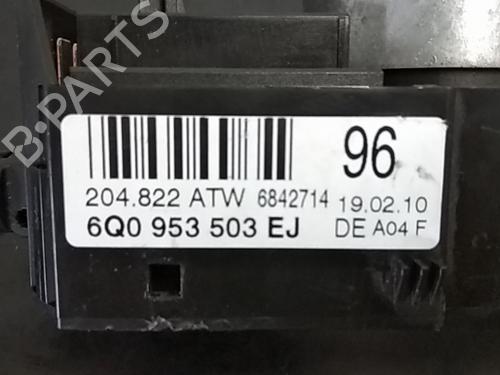 B-PARTS
96
204.822 ATW 6842714 19.02.10
6Q0 953 503 EJ DE A04 F